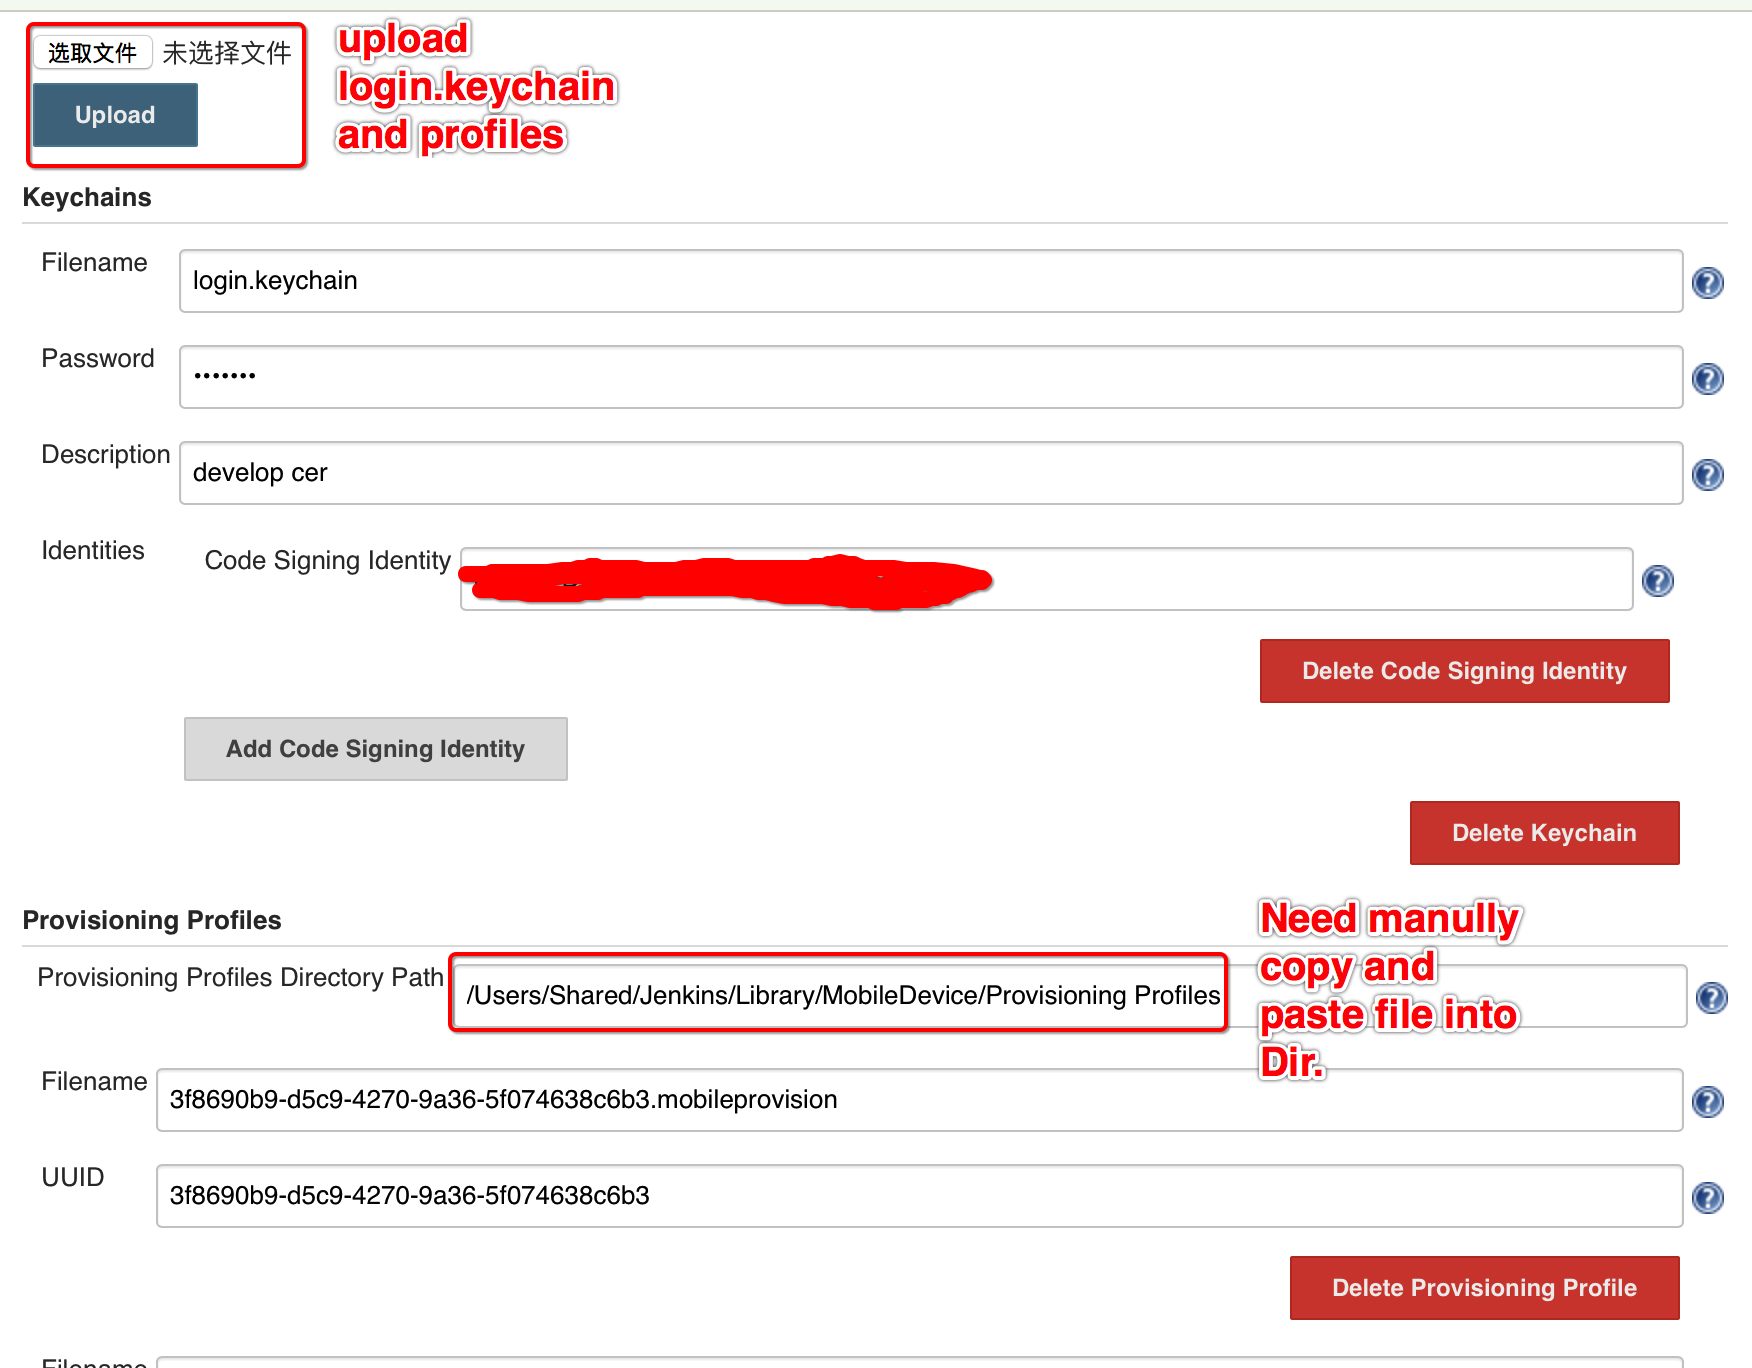 选取文件 未选择文件
Upload
upload
login.keychain
and profiles
Keychains
Filename
login.keychain
Password
•••••••
Description
develop cer
Identities
Code Signing Identity
Delete Code Signing Identity
Add Code Signing Identity
Delete Keychain
Provisioning Profiles
Need manully
copy and
paste file into
Dir.
Provisioning Profiles Directory Path
/Users/Shared/Jenkins/Library/MobileDevice/Provisioning Profiles
Filename
3f8690b9-d5c9-4270-9a36-5f074638c6b3.mobileprovision
UUID
3f8690b9-d5c9-4270-9a36-5f074638c6b3
Delete Provisioning Profile
Filename